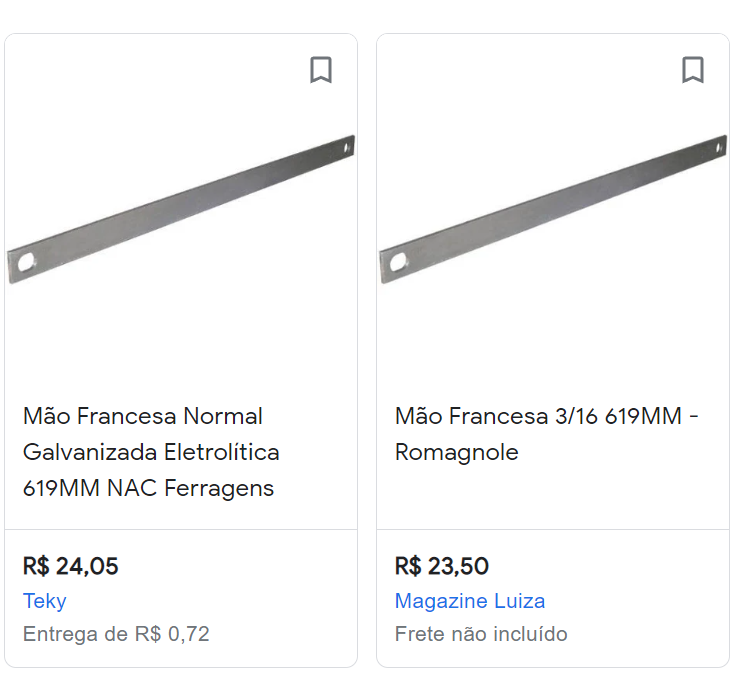 Mão Francesa Normal
Galvanizada Eletrolítica
619MM NAC Ferragens
R$ 24,05
Teky
Entrega de R$ 0,72
Mão Francesa 3/16 619MM -
Romagnole
R$ 23,50
Magazine Luiza
Frete não incluído